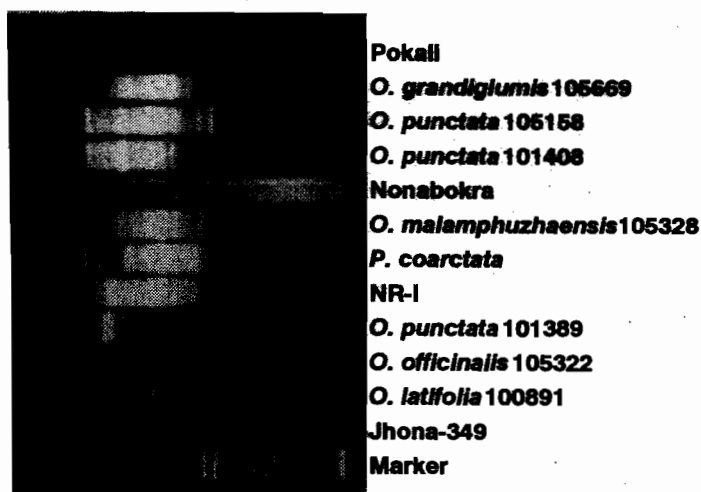 Pokali
O. grandiglumis 105669
O. punctata 105158
O. punctata 101408
Nonabokra
O. malamphuzhaensis 105328
P. coarctata
NR-I
O. punctata 101389
O. officinalis 105322
O. latifolia 100891
Jhona-349
Marker